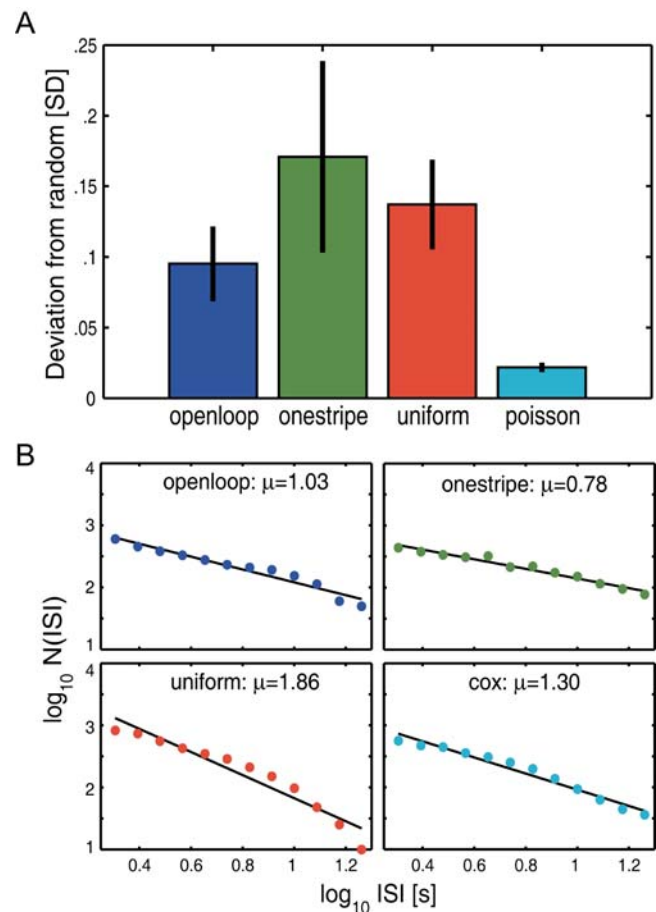 A
Deviation from random [SD]
.25
.2
.15
.1
.05
0
openloop onestripe uniform poisson
B
log10 N(ISI)
4
3
2
1
openloop: μ=1.03
onestripe: μ=0.78
4
3
2
1
uniform: μ=1.86
cox: μ=1.30
0.4 0.6 0.8 1 1.2 0.4 0.6 0.8 1 1.2
log10 ISI [s]